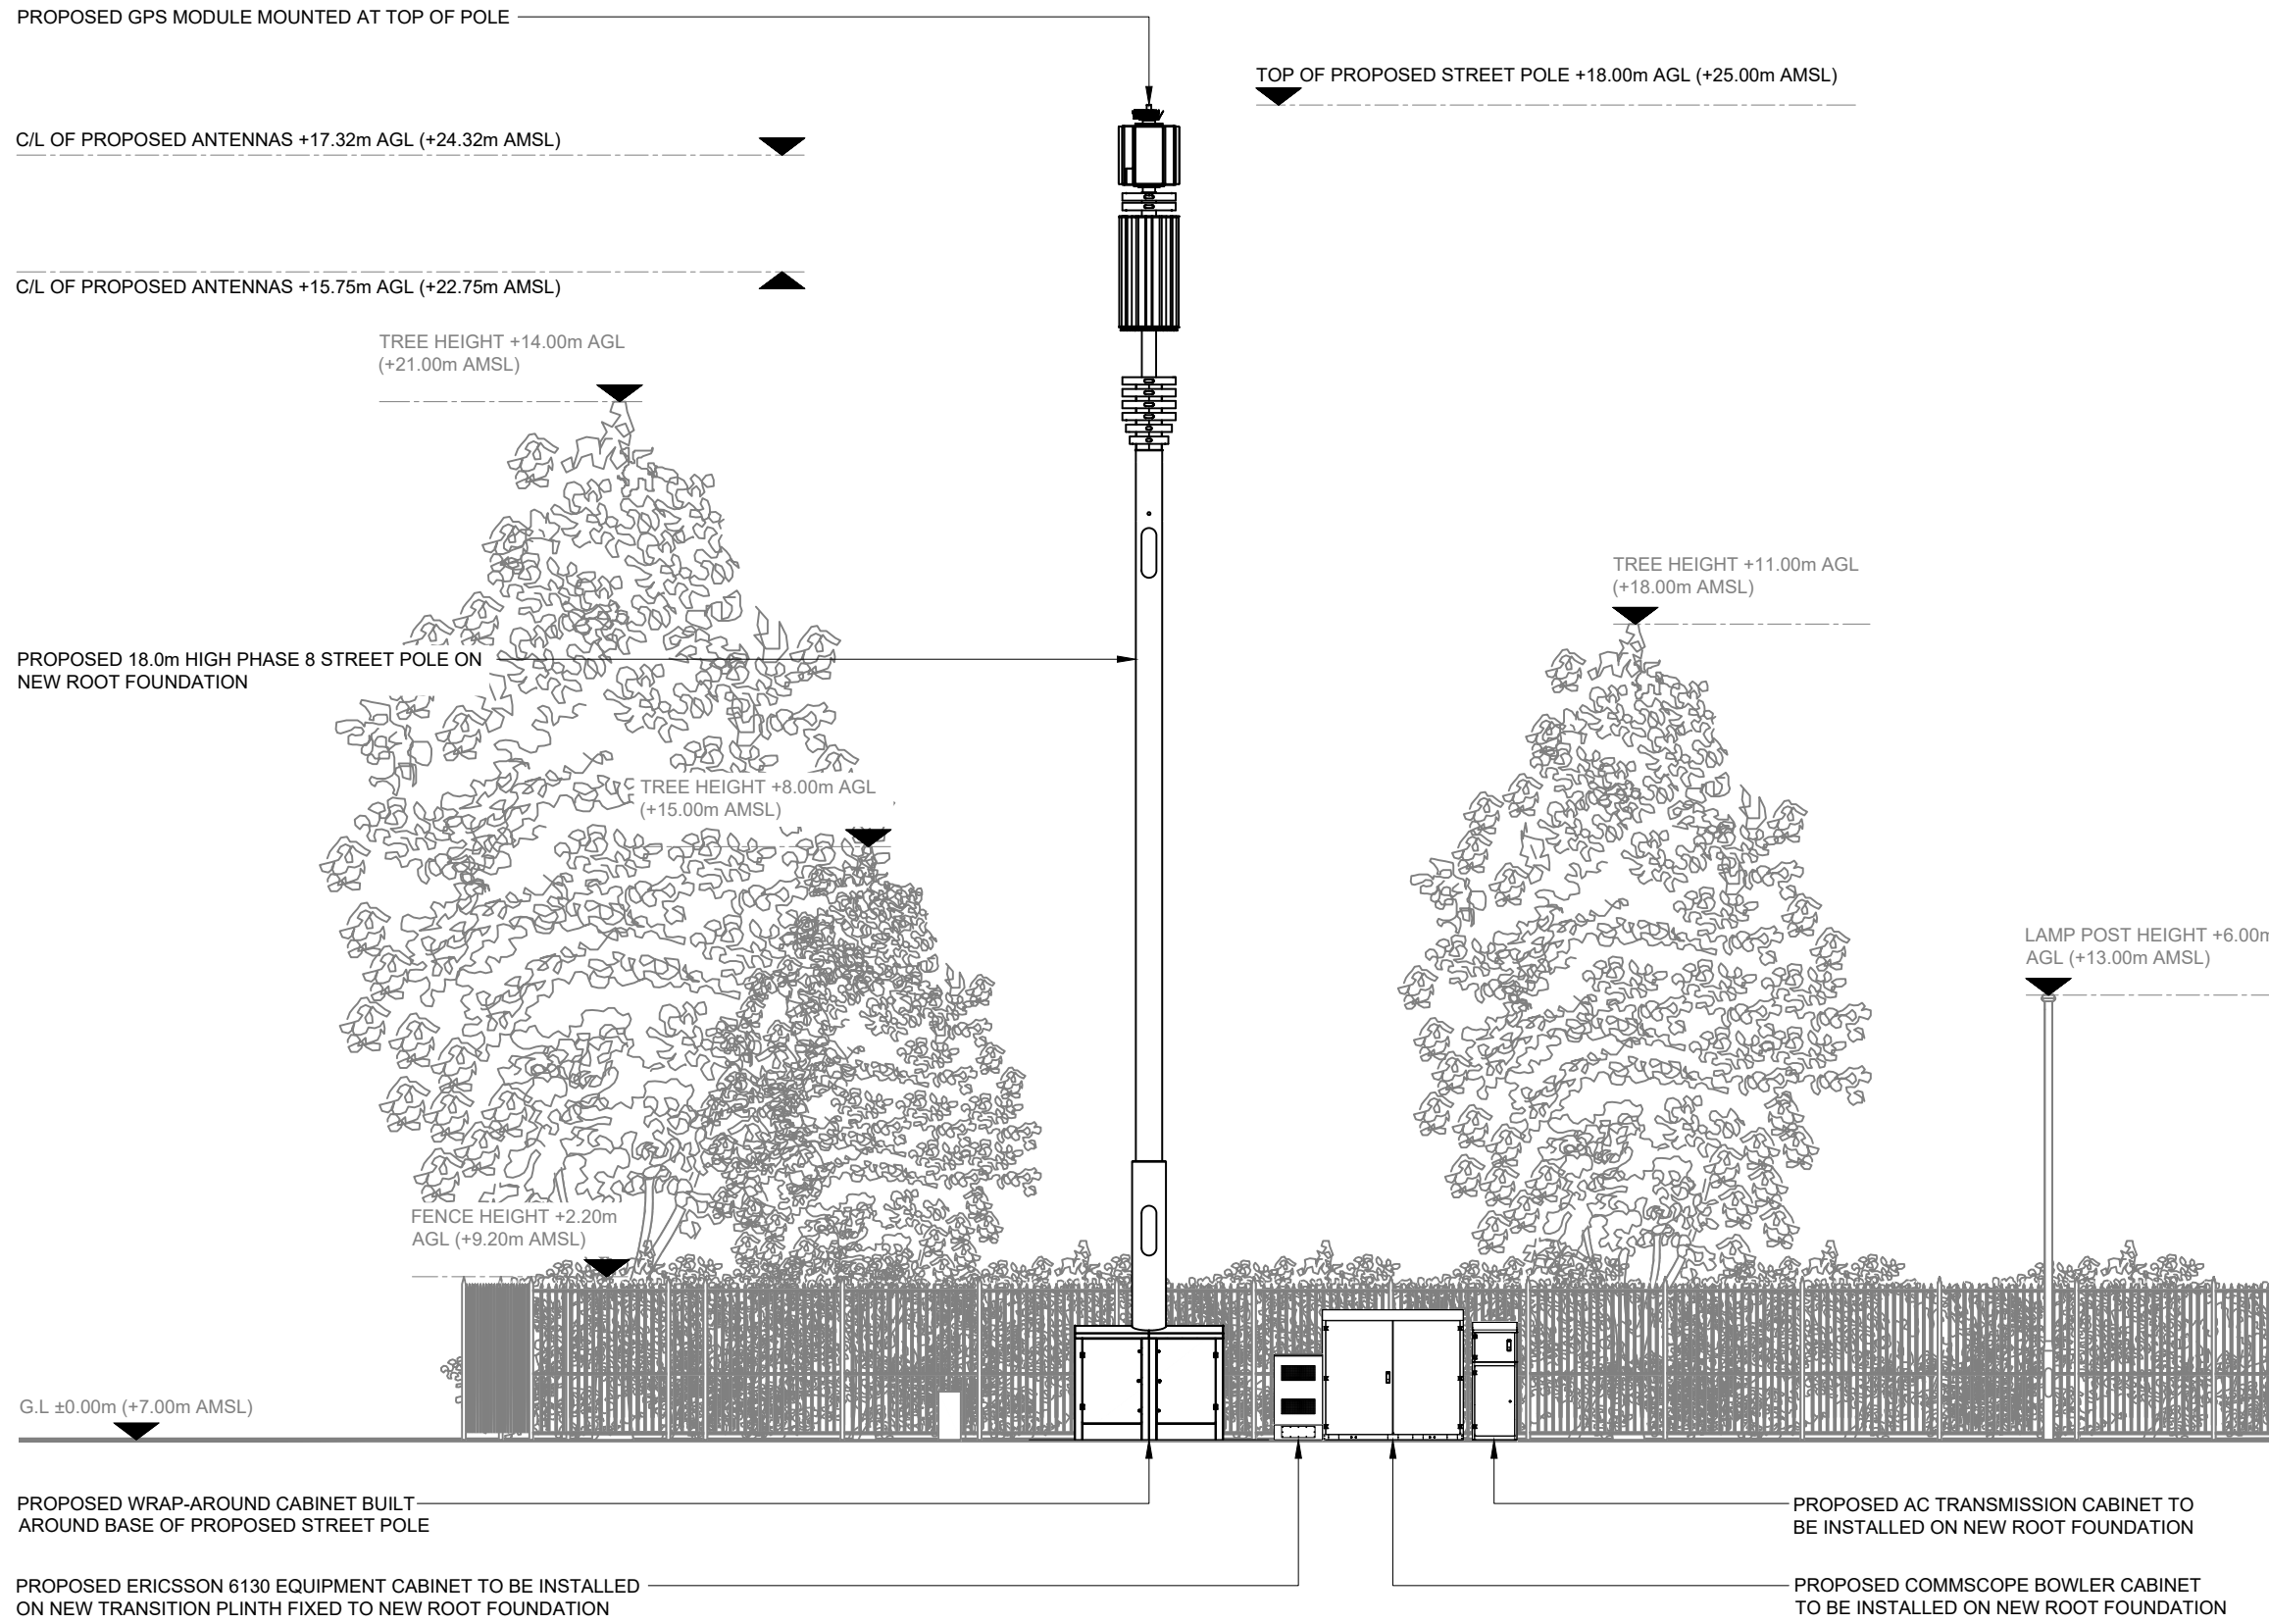 PROPOSED GPS MODULE MOUNTED AT TOP OF POLE
TOP OF PROPOSED STREET POLE +18.00m AGL (+25.00m AMSL)
C/L OF PROPOSED ANTENNAS +17.32m AGL (+24.32m AMSL)
C/L OF PROPOSED ANTENNAS +15.75m AGL (+22.75m AMSL)
TREE HEIGHT +14.00m AGL
(+21.00m AMSL)
TREE HEIGHT +11.00m AGL
(+18.00m AMSL)
PROPOSED 18.0m HIGH PHASE 8 STREET POLE ON
NEW ROOT FOUNDATION
TREE HEIGHT +8.00m AGL
(+15.00m AMSL)
LAMP POST HEIGHT +6.00m
AGL (+13.00m AMSL)
FENCE HEIGHT +2.20m
AGL (+9.20m AMSL)
G.L ±0.00m (+7.00m AMSL)
PROPOSED WRAP-AROUND CABINET BUILT
AROUND BASE OF PROPOSED STREET POLE
PROPOSED AC TRANSMISSION CABINET TO
BE INSTALLED ON NEW ROOT FOUNDATION
PROPOSED ERICSSON 6130 EQUIPMENT CABINET TO BE INSTALLED
ON NEW TRANSITION PLINTH FIXED TO NEW ROOT FOUNDATION
PROPOSED COMMSCOPE BOWLER CABINET
TO BE INSTALLED ON NEW ROOT FOUNDATION